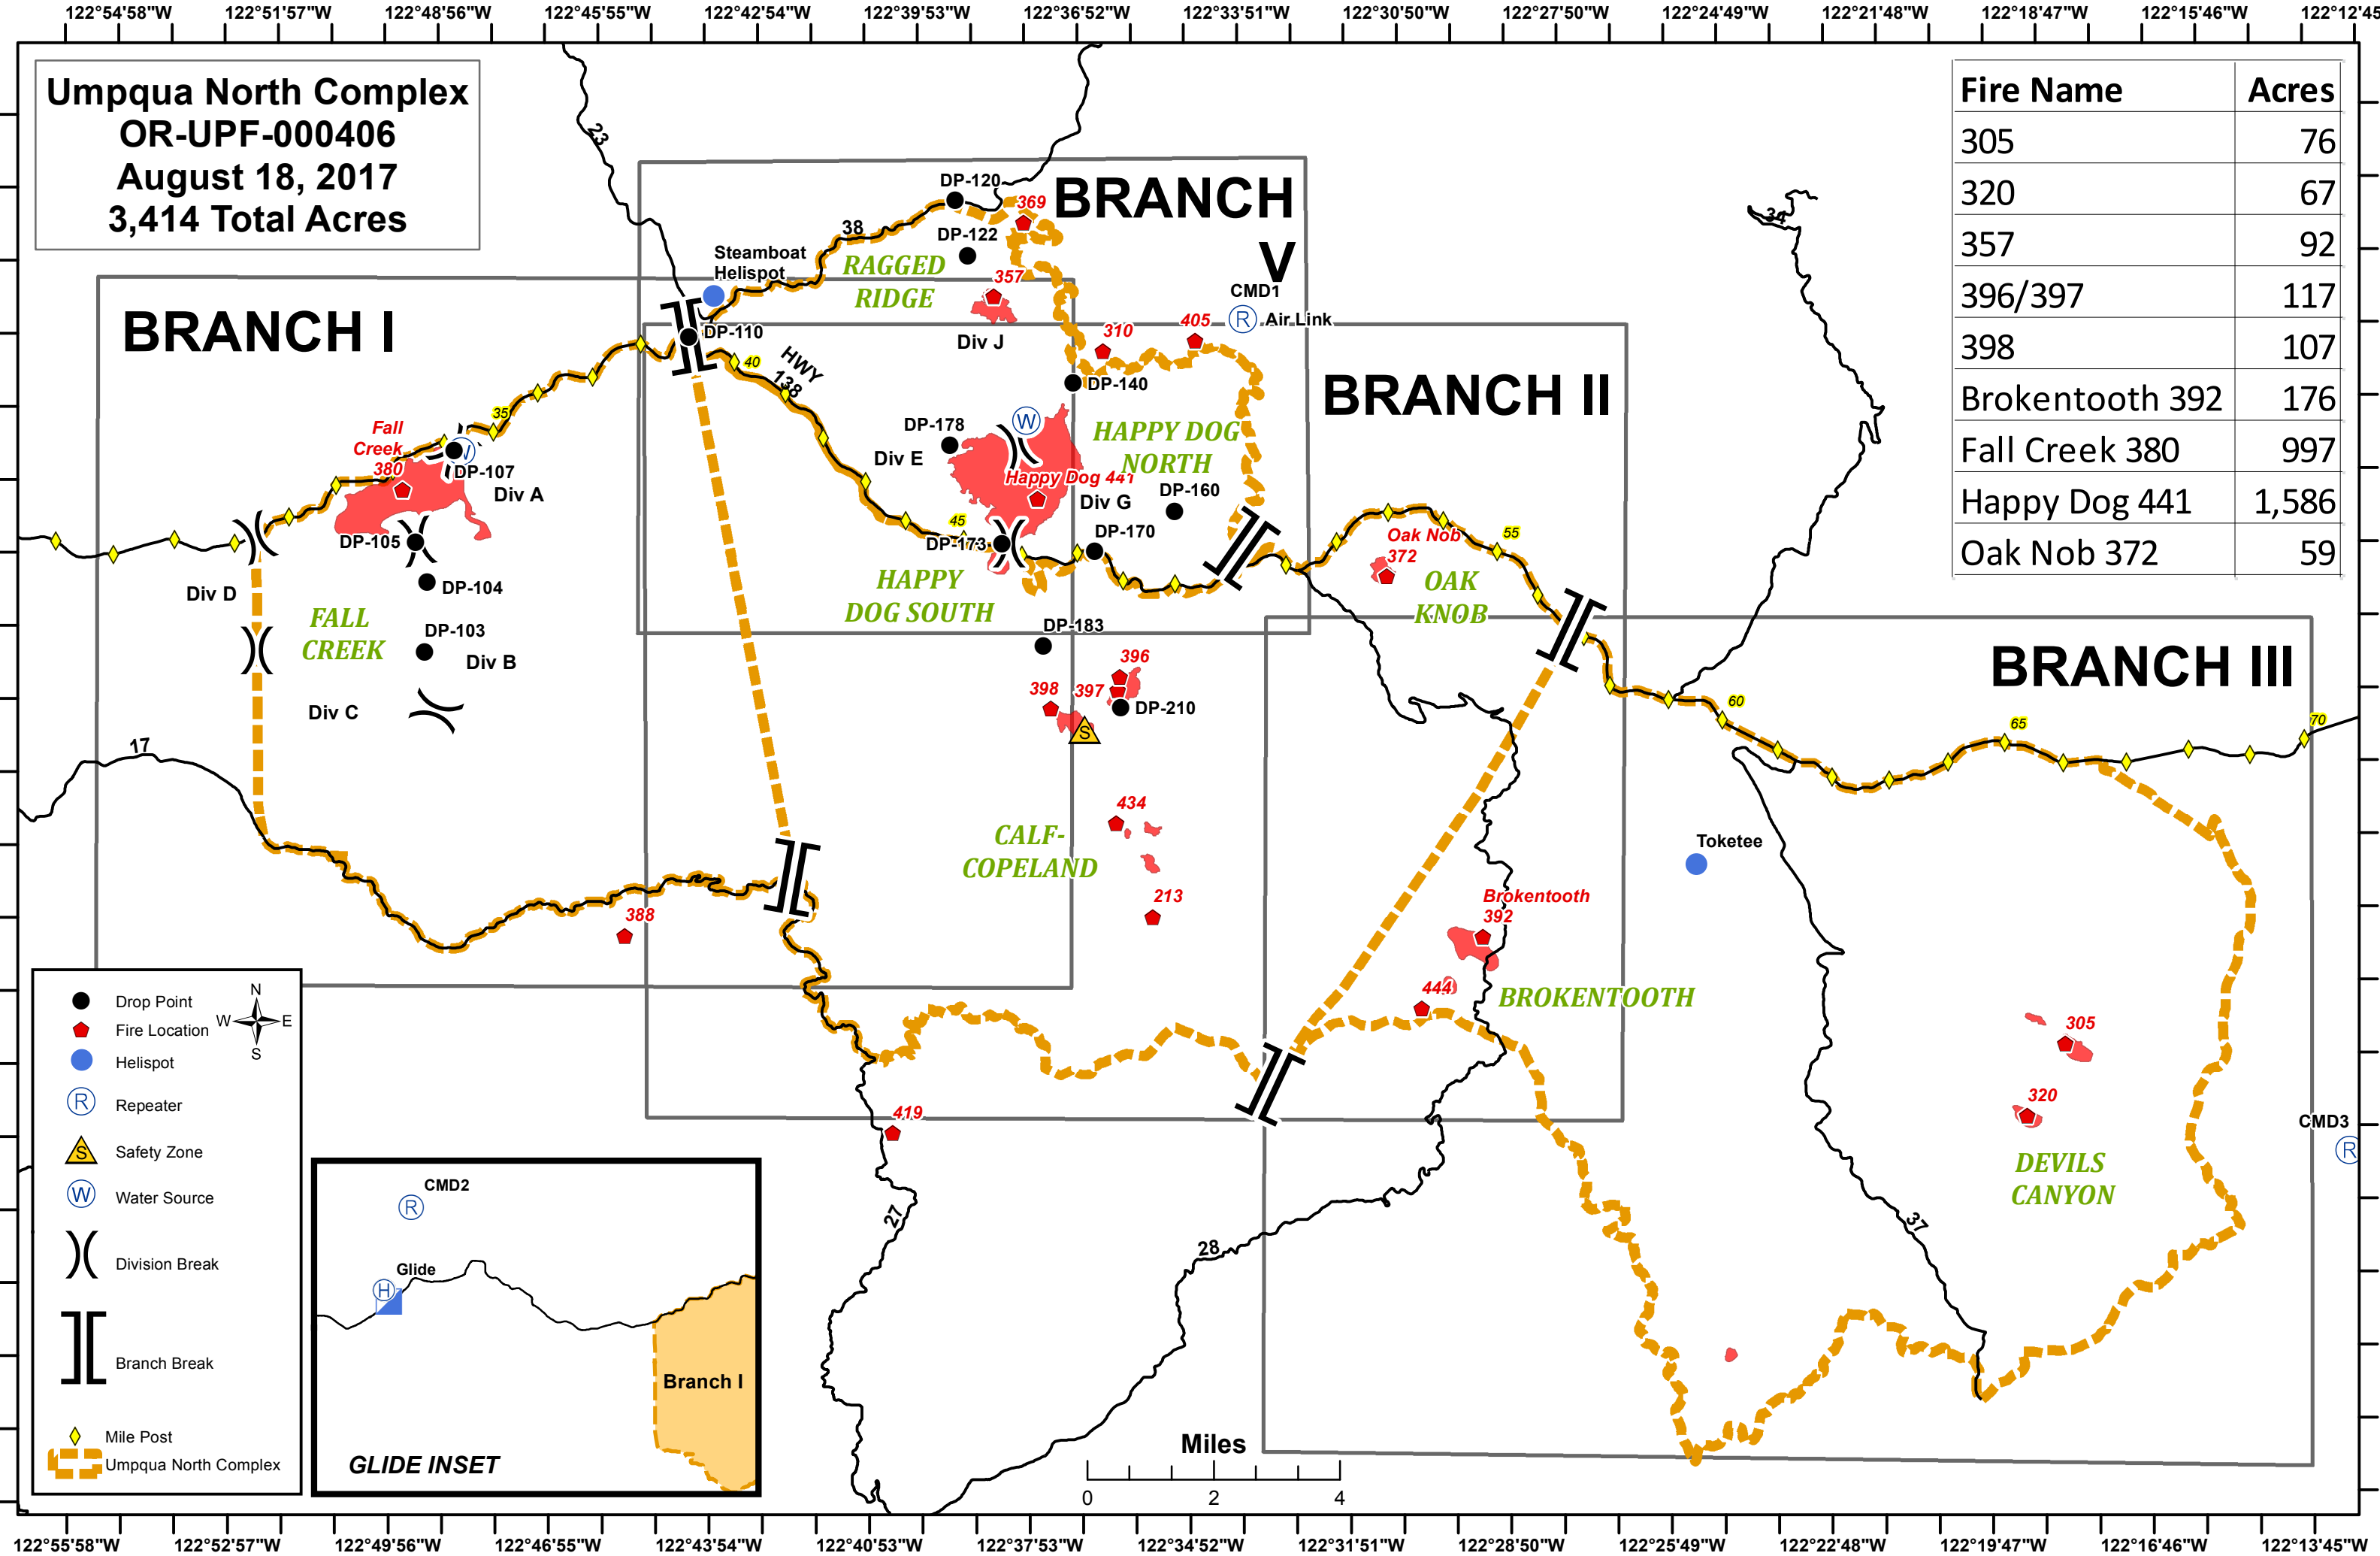 122°54'58"W 122°51'57"W 122°48'56"W 122°45'55"W 122°42'54"W 122°39'53"W 122°36'52"W 122°33'51"W 122°30'50"W 122°27'50"W 122°24'49"W 122°21'48"W 122°18'47"W 122°15'46"W 122°12'45
Umpqua North Complex
OR-UPF-000406
August 18, 2017
3,414 Total Acres
Fire Name Acres
305 76
320 67
357 92
396/397 117
398 107
Brokentooth 392 176
Fall Creek 380 997
Happy Dog 441 1,586
Oak Nob 372 59
23
34
DP-120
369
BRANCH
V
38
DP-122
Steamboat
Helispot
RAGGED
RIDGE
357
CMD1
R Air Link
BRANCH I
DP-110
Div J
310
405
40
HWY
138
DP-140
BRANCH II
35
Fall
Creek
380
W
DP-107
Div A
DP-178
Div E
W
HAPPY DOG
NORTH
Happy Dog 441
Div G
DP-160
45
DP-173
DP-170
DP-105
Oak Nob
372
55
OAK
KNOB
HAPPY
DOG SOUTH
Div D
DP-104
FALL
CREEK
DP-103
Div B
Div C
DP-183
396
398
397
DP-210
S
BRANCH III
60
65
70
17
434
CALF-
COPELAND
213
Toketee
388
Brokentooth
392
444
BROKENTOOTH
305
320
DEVILS
CANYON
CMD3
R
419
27
28
37
Drop Point
Fire Location
Helispot
R Repeater
S Safety Zone
W Water Source
Division Break
Branch Break
Mile Post
Umpqua North Complex
N
W E
S
CMD2
R
Glide
H
Branch I
GLIDE INSET
Miles
0 2 4
122°55'58"W 122°52'57"W 122°49'56"W 122°46'55"W 122°43'54"W 122°40'53"W 122°37'53"W 122°34'52"W 122°31'51"W 122°28'50"W 122°25'49"W 122°22'48"W 122°19'47"W 122°16'46"W 122°13'45"W